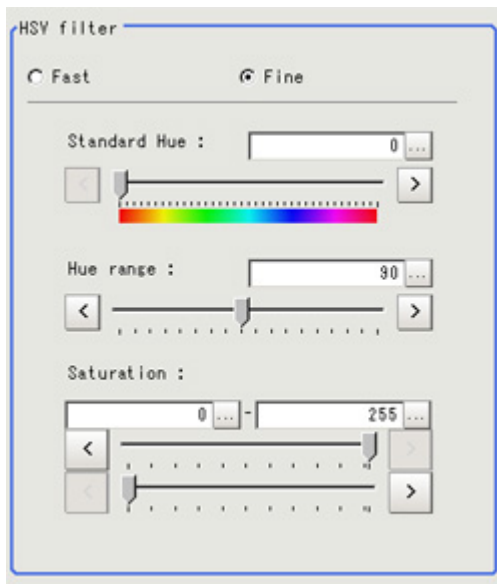 HSV filter
Fast
Fine
Standard Hue :
0 ...
< >
Hue range :
90 ...
< >
Saturation :
0 ... - 255 ...
< >
< >